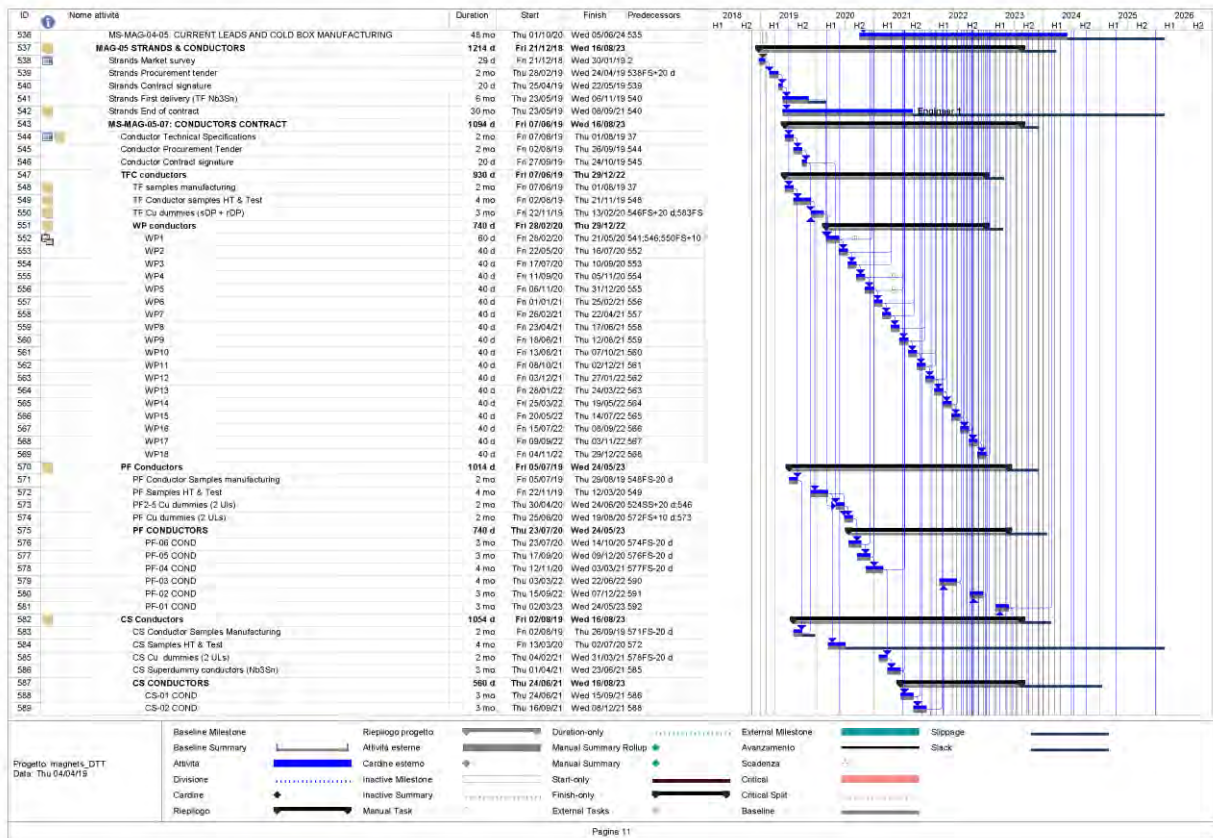 ID Nome attività Duration Start Finish Predecessors 2018 2019 2020 2021 2022 2023 2024 2025 2026
H1 H2 H1 H2 H1 H2 H1 H2 H1 H2 H1 H2 H1 H2 H1 H2 H1 H2
536 MS-MAG-04-05: CURRENT LEADS AND COLD BOX MANUFACTURING 48 mo Thu 01/10/20 Wed 05/06/24 535
537 MAG-05 STRANDS & CONDUCTORS 1214 d Fri 21/12/18 Wed 16/08/23
538 Strands Market survey 29 d Fri 21/12/18 Wed 30/01/19 2
539 Strands Procurement tender 2 mo Thu 28/02/19 Wed 24/04/19 538FS+20 d
540 Strands Contract signature 20 d Thu 25/04/19 Wed 22/05/19 539
541 Strands First delivery (TF Nb3Sn) 6 mo Thu 23/05/19 Wed 06/11/19 540
542 Strands End of contract 30 mo Thu 23/05/19 Wed 08/09/21 540 Engineer 1
543 MS-MAG-05-07: CONDUCTORS CONTRACT 1094 d Fri 07/06/19 Wed 16/08/23
544 Conductor Technical Specifications 2 mo Fri 07/06/19 Thu 01/08/19 37
545 Conductor Procurement Tender 2 mo Fri 02/08/19 Thu 26/09/19 544
546 Conductor Contract signature 20 d Fri 27/09/19 Thu 24/10/19 545
547 TFC conductors 930 d Fri 07/06/19 Thu 29/12/22
548 TF samples manufacturing 2 mo Fri 07/06/19 Thu 01/08/19 37
549 TF Conductor samples HT & Test 4 mo Fri 02/08/19 Thu 21/11/19 548
550 TF Cu dummies (sDP + rDP) 3 mo Fri 22/11/19 Thu 13/02/20 546FS+20 d;583FS
551 WP conductors 740 d Fri 28/02/20 Thu 29/12/22
552 WP1 60 d Fri 28/02/20 Thu 21/05/20 541;546;550FS+10
553 WP2 40 d Fri 22/05/20 Thu 16/07/20 552
554 WP3 40 d Fri 17/07/20 Thu 10/09/20 553
555 WP4 40 d Fri 11/09/20 Thu 05/11/20 554
556 WP5 40 d Fri 06/11/20 Thu 31/12/20 555
557 WP6 40 d Fri 01/01/21 Thu 25/02/21 556
558 WP7 40 d Fri 26/02/21 Thu 22/04/21 557
559 WP8 40 d Fri 23/04/21 Thu 17/06/21 558
560 WP9 40 d Fri 18/06/21 Thu 12/08/21 559
561 WP10 40 d Fri 13/08/21 Thu 07/10/21 560
562 WP11 40 d Fri 08/10/21 Thu 02/12/21 561
563 WP12 40 d Fri 03/12/21 Thu 27/01/22 562
564 WP13 40 d Fri 28/01/22 Thu 24/03/22 563
565 WP14 40 d Fri 25/03/22 Thu 19/05/22 564
566 WP15 40 d Fri 20/05/22 Thu 14/07/22 565
567 WP16 40 d Fri 15/07/22 Thu 08/09/22 566
568 WP17 40 d Fri 09/09/22 Thu 03/11/22 567
569 WP18 40 d Fri 04/11/22 Thu 29/12/22 568
570 PF Conductors 1014 d Fri 05/07/19 Wed 24/05/23
571 PF Conductor Samples manufacturing 2 mo Fri 05/07/19 Thu 29/08/19 548FS-20 d
572 PF Samples HT & Test 4 mo Fri 22/11/19 Thu 12/03/20 549
573 PF2-5 Cu dummies (2 Uls) 2 mo Thu 30/04/20 Wed 24/06/20 524SS+20 d;546
574 PF Cu dummies (2 ULs) 2 mo Thu 25/06/20 Wed 19/08/20 572FS+10 d;573
575 PF CONDUCTORS 740 d Thu 23/07/20 Wed 24/05/23
576 PF-06 COND 3 mo Thu 23/07/20 Wed 14/10/20 574FS-20 d
577 PF-05 COND 3 mo Thu 17/09/20 Wed 09/12/20 576FS-20 d
578 PF-04 COND 4 mo Thu 12/11/20 Wed 03/03/21 577FS-20 d
579 PF-03 COND 4 mo Thu 03/03/22 Wed 22/06/22 590
580 PF-02 COND 3 mo Thu 15/09/22 Wed 07/12/22 591
581 PF-01 COND 3 mo Thu 02/03/23 Wed 24/05/23 592
582 CS Conductors 1054 d Fri 02/08/19 Wed 16/08/23
583 CS Conductor Samples Manufacturing 2 mo Fri 02/08/19 Thu 26/09/19 571FS-20 d
584 CS Samples HT & Test 4 mo Fri 13/03/20 Thu 02/07/20 572
585 CS Cu dummies (2 ULs) 2 mo Thu 04/02/21 Wed 31/03/21 578FS-20 d
586 CS Superdummy conductors (Nb3Sn) 3 mo Thu 01/04/21 Wed 23/06/21 585
587 CS CONDUCTORS 560 d Thu 24/06/21 Wed 16/08/23
588 CS-01 COND 3 mo Thu 24/06/21 Wed 15/09/21 586
589 CS-02 COND 3 mo Thu 16/09/21 Wed 08/12/21 588
Progetto: magnets_DTT
Data: Thu 04/04/19
Baseline Milestone Riepilogo progetto Duration-only External Milestone Slippage
Baseline Summary Attività esterne Manual Summary Rollup Avanzamento Slack
Attività Cardine esterno Manual Summary Scadenza
Divisione Inactive Milestone Start-only Critical
Cardine Inactive Summary Finish-only Critical Split
Riepilogo Manual Task External Tasks Baseline
Pagina 11